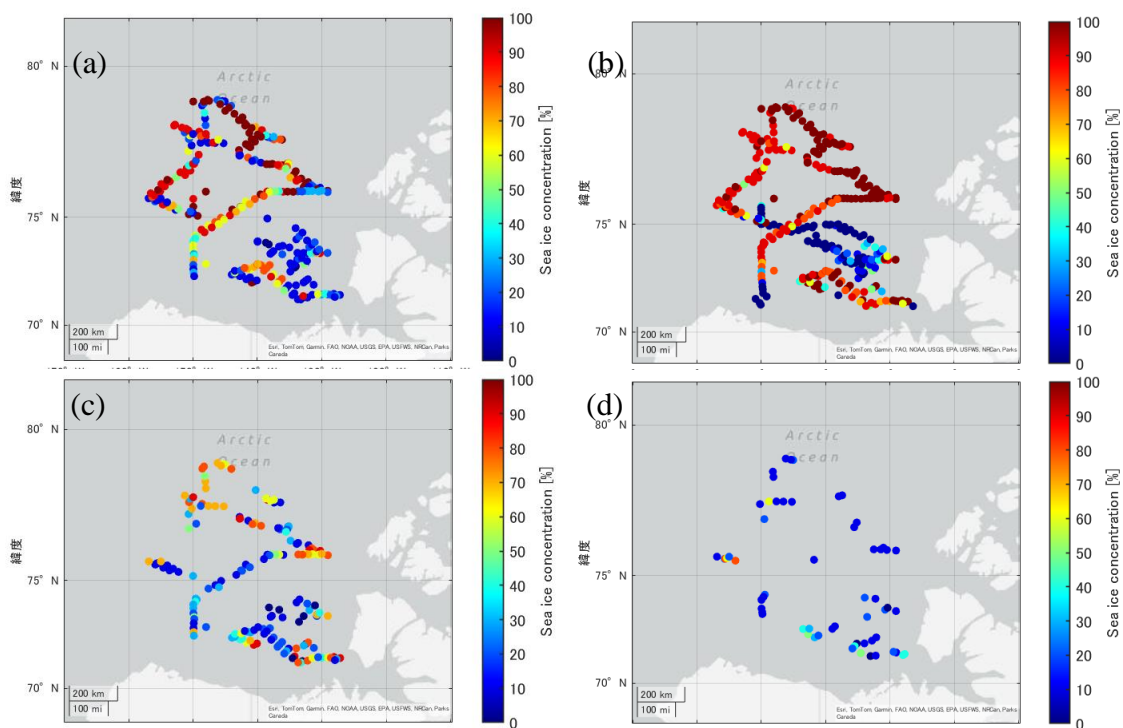 (a)
Arctic
Ocean
80° N
75° N
70° N
緯度
200 km
100 mi
Esri, TomTom, Garmin, FAO, NOAA, USGS, EPA, USFWS, NRCan, Parks
Canada
100
90
80
70
60
50
40
30
20
10
0
Sea ice concentration [%]
(b)
Arctic
Ocean
80° N
75° N
70° N
緯度
200 km
100 mi
Esri, TomTom, Garmin, FAO, NOAA, USGS, EPA, USFWS, NRCan, Parks
Canada
100
90
80
70
60
50
40
30
20
10
0
Sea ice concentration [%]
(c)
Arctic
Ocean
80° N
75° N
70° N
緯度
200 km
100 mi
Esri, TomTom, Garmin, FAO, NOAA, USGS, EPA, USFWS, NRCan, Parks
Canada
100
90
80
70
60
50
40
30
20
10
0
Sea ice concentration [%]
(d)
Arctic
Ocean
80° N
75° N
70° N
緯度
200 km
100 mi
Esri, TomTom, Garmin, FAO, NOAA, USGS, EPA, USFWS, NRCan, Parks
Canada
100
90
80
70
60
50
40
30
20
10
0
Sea ice concentration [%]